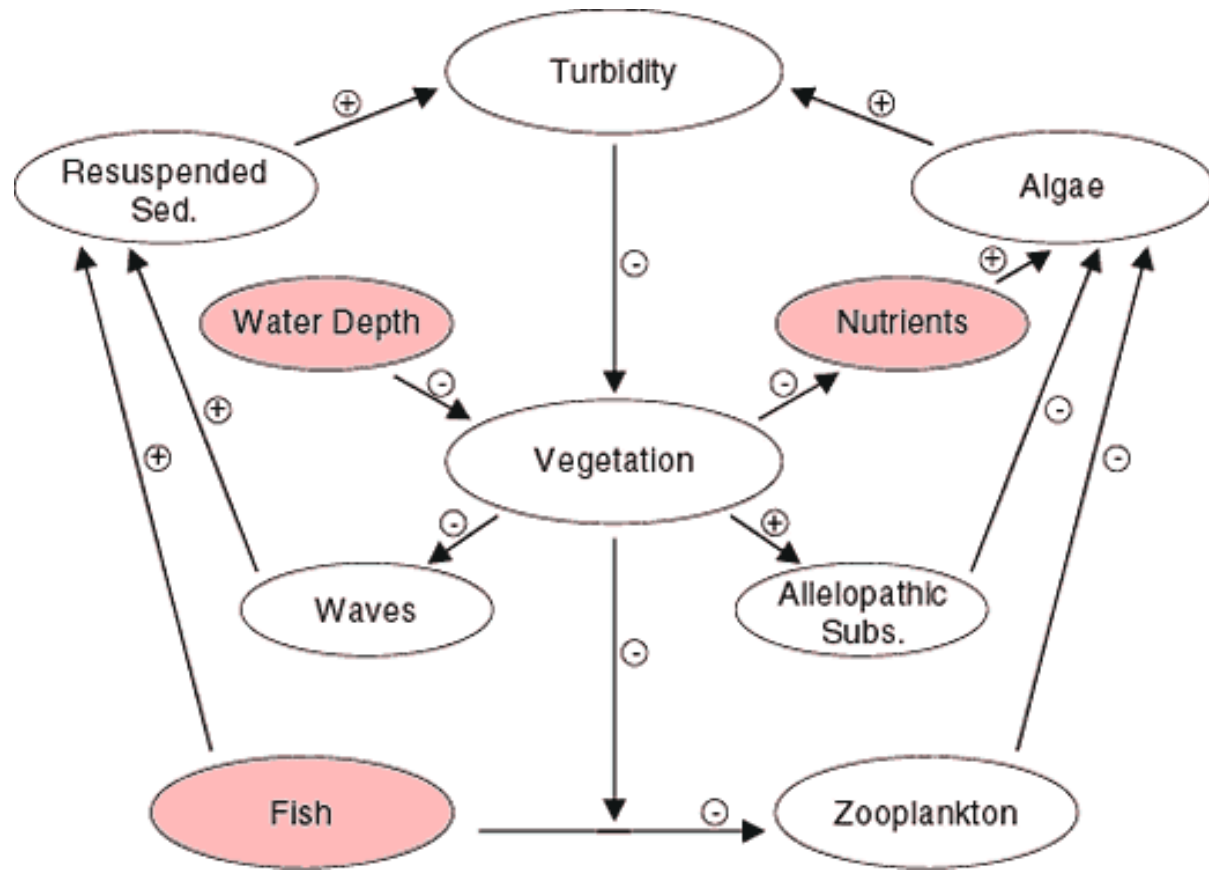 Turbidity
+
+
Resuspended
Sed.
Algae
-
+
Water Depth
Nutrients
-
-
+
-
+
Vegetation
-
-
+
Waves
Allelopathic
Subs.
-
Fish
-
Zooplankton